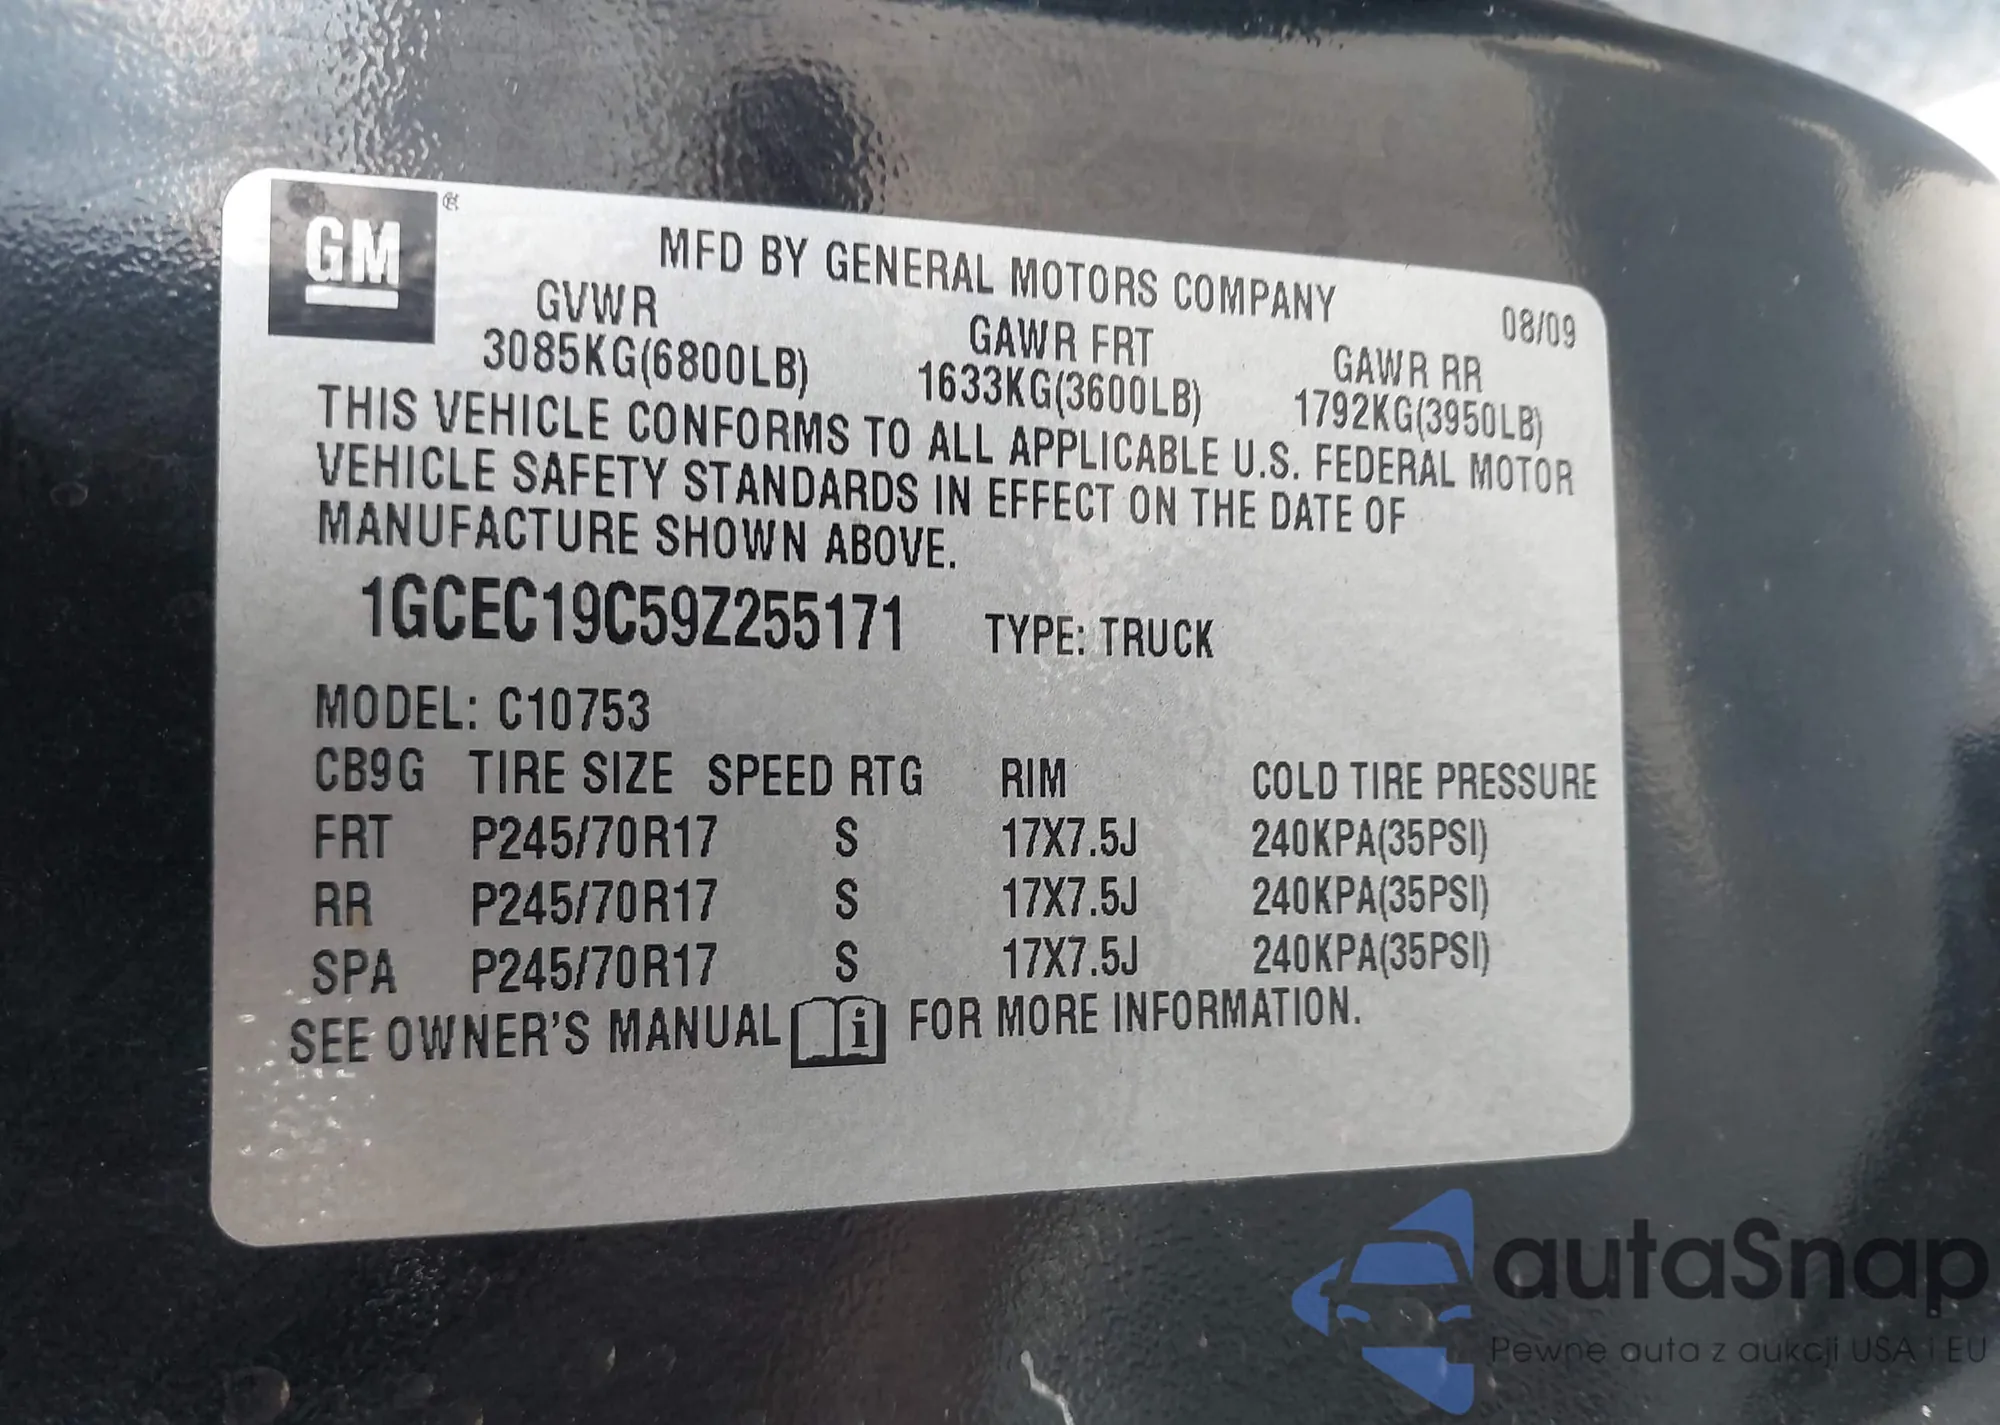 GM
MFD BY GENERAL MOTORS COMPANY
08/09
GVWR GAWR FRT GAWR RR
3085KG(6800LB) 1633KG(3600LB) 1792KG(3950LB)
THIS VEHICLE CONFORMS TO ALL APPLICABLE U.S. FEDERAL MOTOR
VEHICLE SAFETY STANDARDS IN EFFECT ON THE DATE OF
MANUFACTURE SHOWN ABOVE.
1GCEC19C59Z255171 TYPE: TRUCK
MODEL: C10753
CB9G TIRE SIZE SPEED RTG RIM COLD TIRE PRESSURE
FRT P245/70R17 S 17X7.5J 240KPA(35PSI)
RR P245/70R17 S 17X7.5J 240KPA(35PSI)
SPA P245/70R17 S 17X7.5J 240KPA(35PSI)
SEE OWNER'S MANUAL i FOR MORE INFORMATION.
autaSnap
Pewne auta z aukcji USA i EU